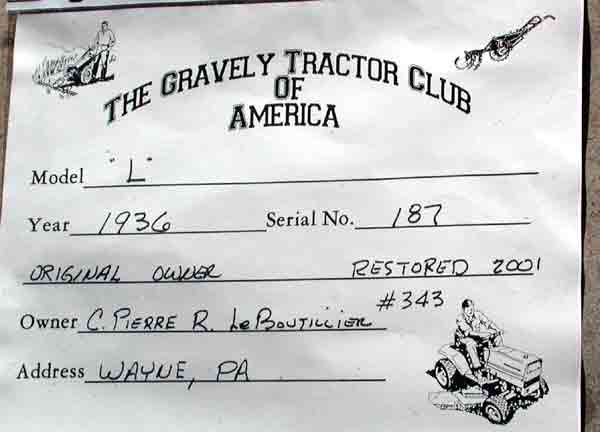 THE GRAVELY TRACTOR CLUB
OF
AMERICA
Model "L"
Year 1936 Serial No. 187
ORIGINAL OWNER RESTORED 2001
#343
Owner C. PIERRE R. LeBOUTILLIER
Address WAYNE, PA